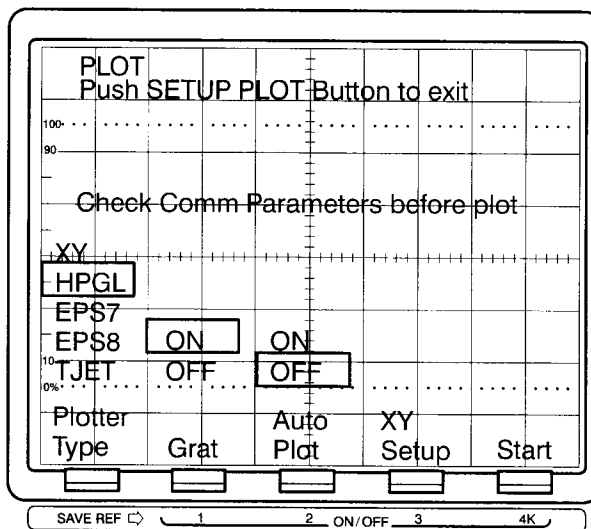 PLOT
Push SETUP PLOT Button to exit
100
90
Check Comm Parameters before plot
XY
HPGL
EPS7
EPS8 ON ON
10
TJET OFF OFF
0%
Plotter Type
Grat
Auto Plot
XY Setup
Start
SAVE REF ⇨ 1 2 ON/OFF 3 4K